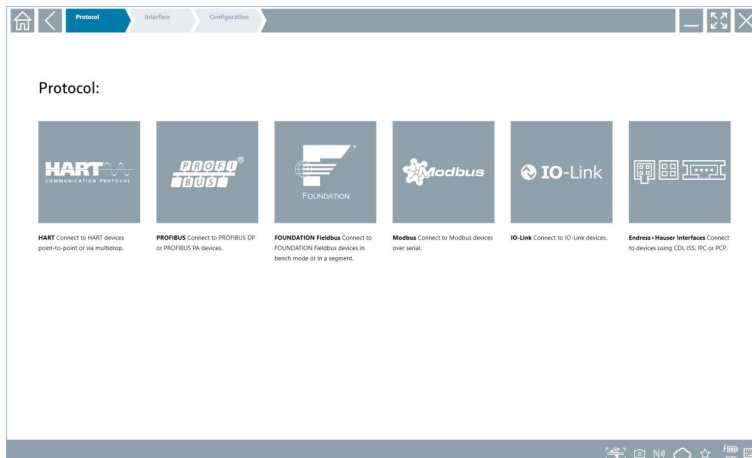 Protocol
Interface
Configuration
Protocol:
HART
COMMUNICATION PROTOCOL
PROFI
BUS
®
FOUNDATION
Modbus
IO-Link
HART Connect to HART devices
point-to-point or via multidrop.
PROFIBUS Connect to PROFIBUS DP
or PROFIBUS PA devices.
FOUNDATION Fieldbus Connect to
FOUNDATION Fieldbus devices in
bench mode or in a segment.
Modbus Connect to Modbus devices
over serial.
IO-Link Connect to IO-Link devices.
Endress+Hauser Interfaces Connect
to devices using CDI, ISS, IPC or PCP.